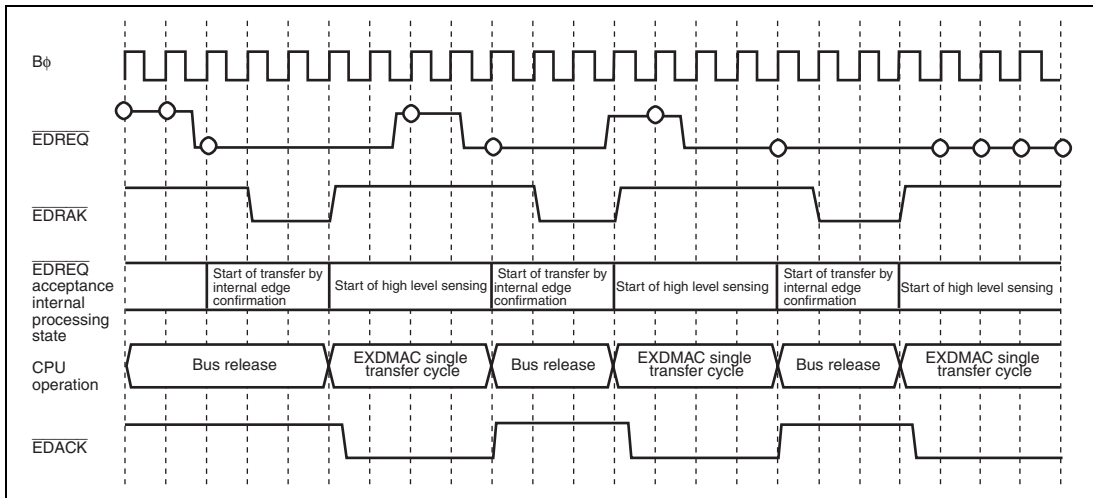 Bϕ
EDREQ
EDRAK
EDREQ
acceptance
internal
processing
state
Start of transfer by
internal edge
confirmation
Start of high level sensing
Start of transfer by
internal edge
confirmation
Start of high level sensing
Start of transfer by
internal edge
confirmation
Start of high level sensing
CPU
operation
Bus release
EXDMAC single
transfer cycle
Bus release
EXDMAC single
transfer cycle
Bus release
EXDMAC single
transfer cycle
EDACK